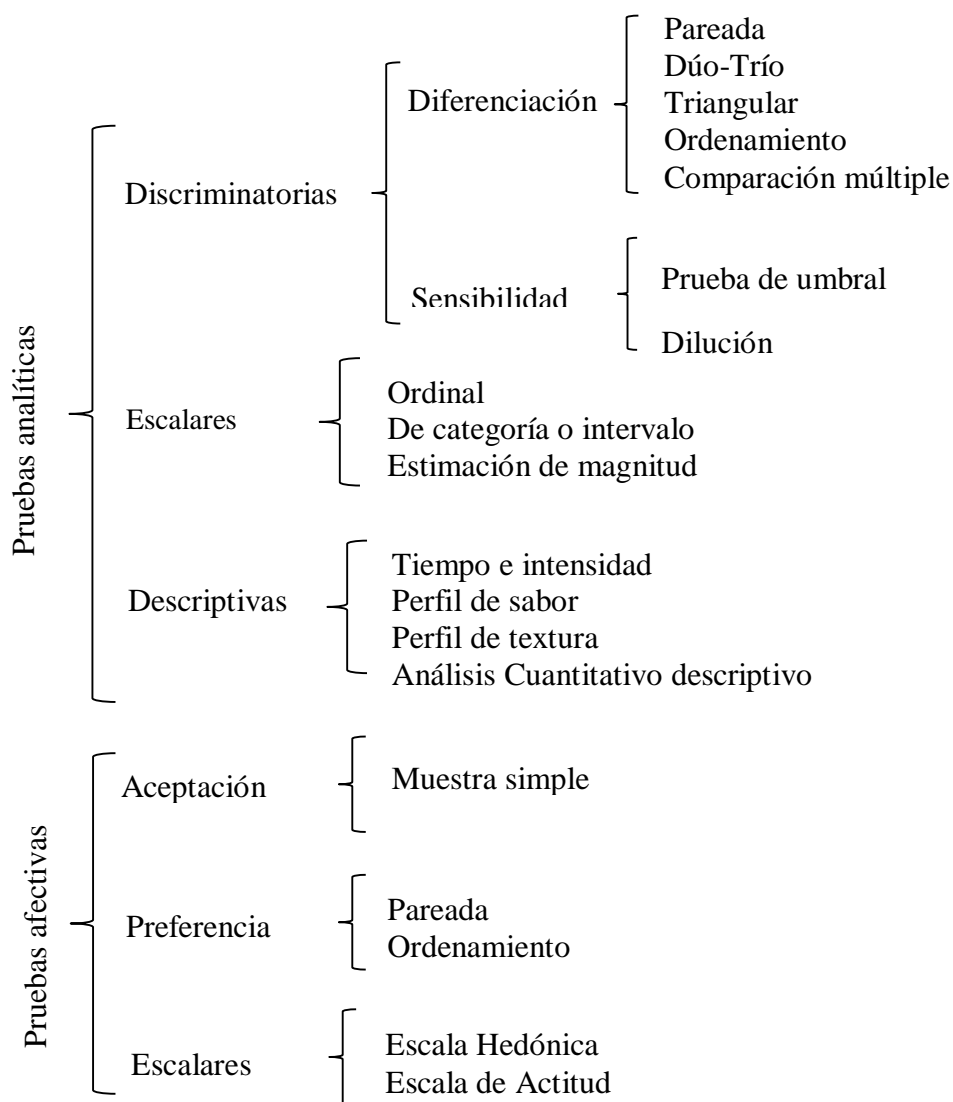 Pruebas analíticas
Discriminatorias
Diferenciación
Pareada
Dúo-Trío
Triangular
Ordenamiento
Comparación múltiple
Sensibilidad
Prueba de umbral
Dilución
Escalares
Ordinal
De categoría o intervalo
Estimación de magnitud
Descriptivas
Tiempo e intensidad
Perfil de sabor
Perfil de textura
Análisis Cuantitativo descriptivo
Pruebas afectivas
Aceptación
Muestra simple
Preferencia
Pareada
Ordenamiento
Escalares
Escala Hedónica
Escala de Actitud